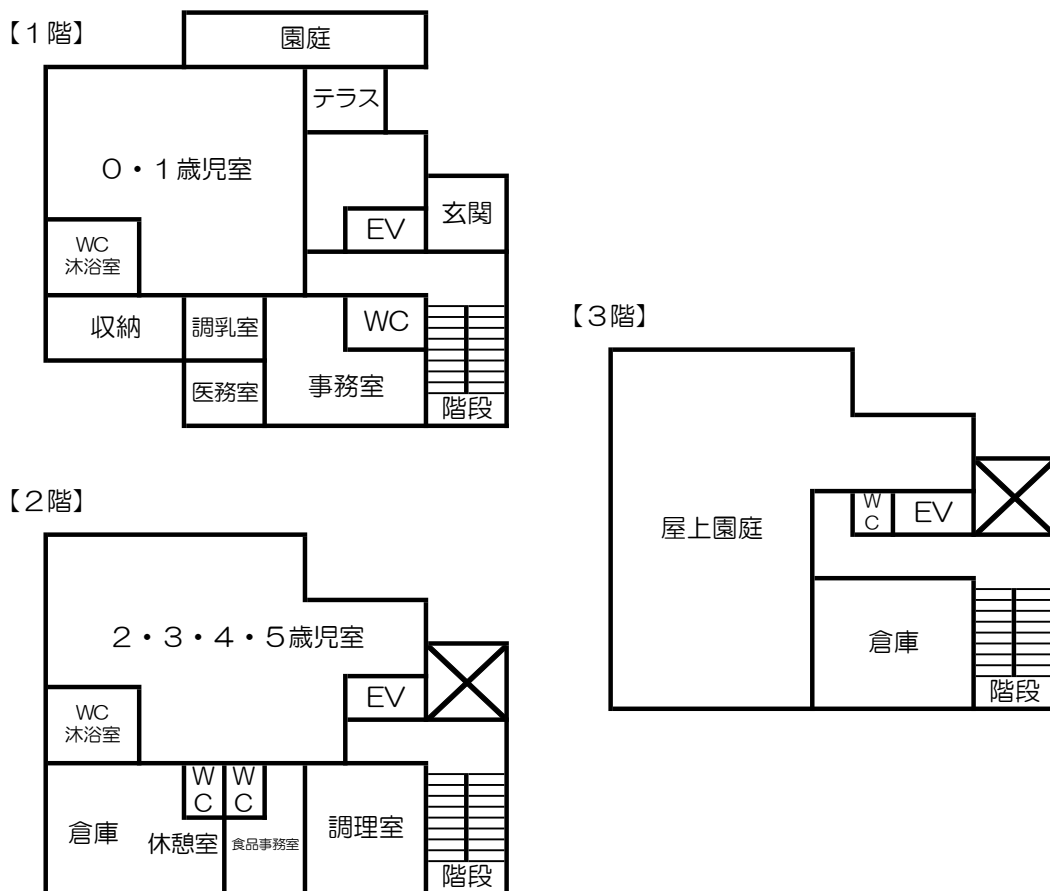 【１階】
園庭
テラス
０・１歳児室
玄関
EV
WC
沐浴室
収納
調乳室
WC
医務室
事務室
階段
【２階】
２・３・４・５歳児室
EV
WC
沐浴室
WC
WC
倉庫
休憩室
食品事務室
調理室
階段
【３階】
屋上園庭
WC
EV
倉庫
階段